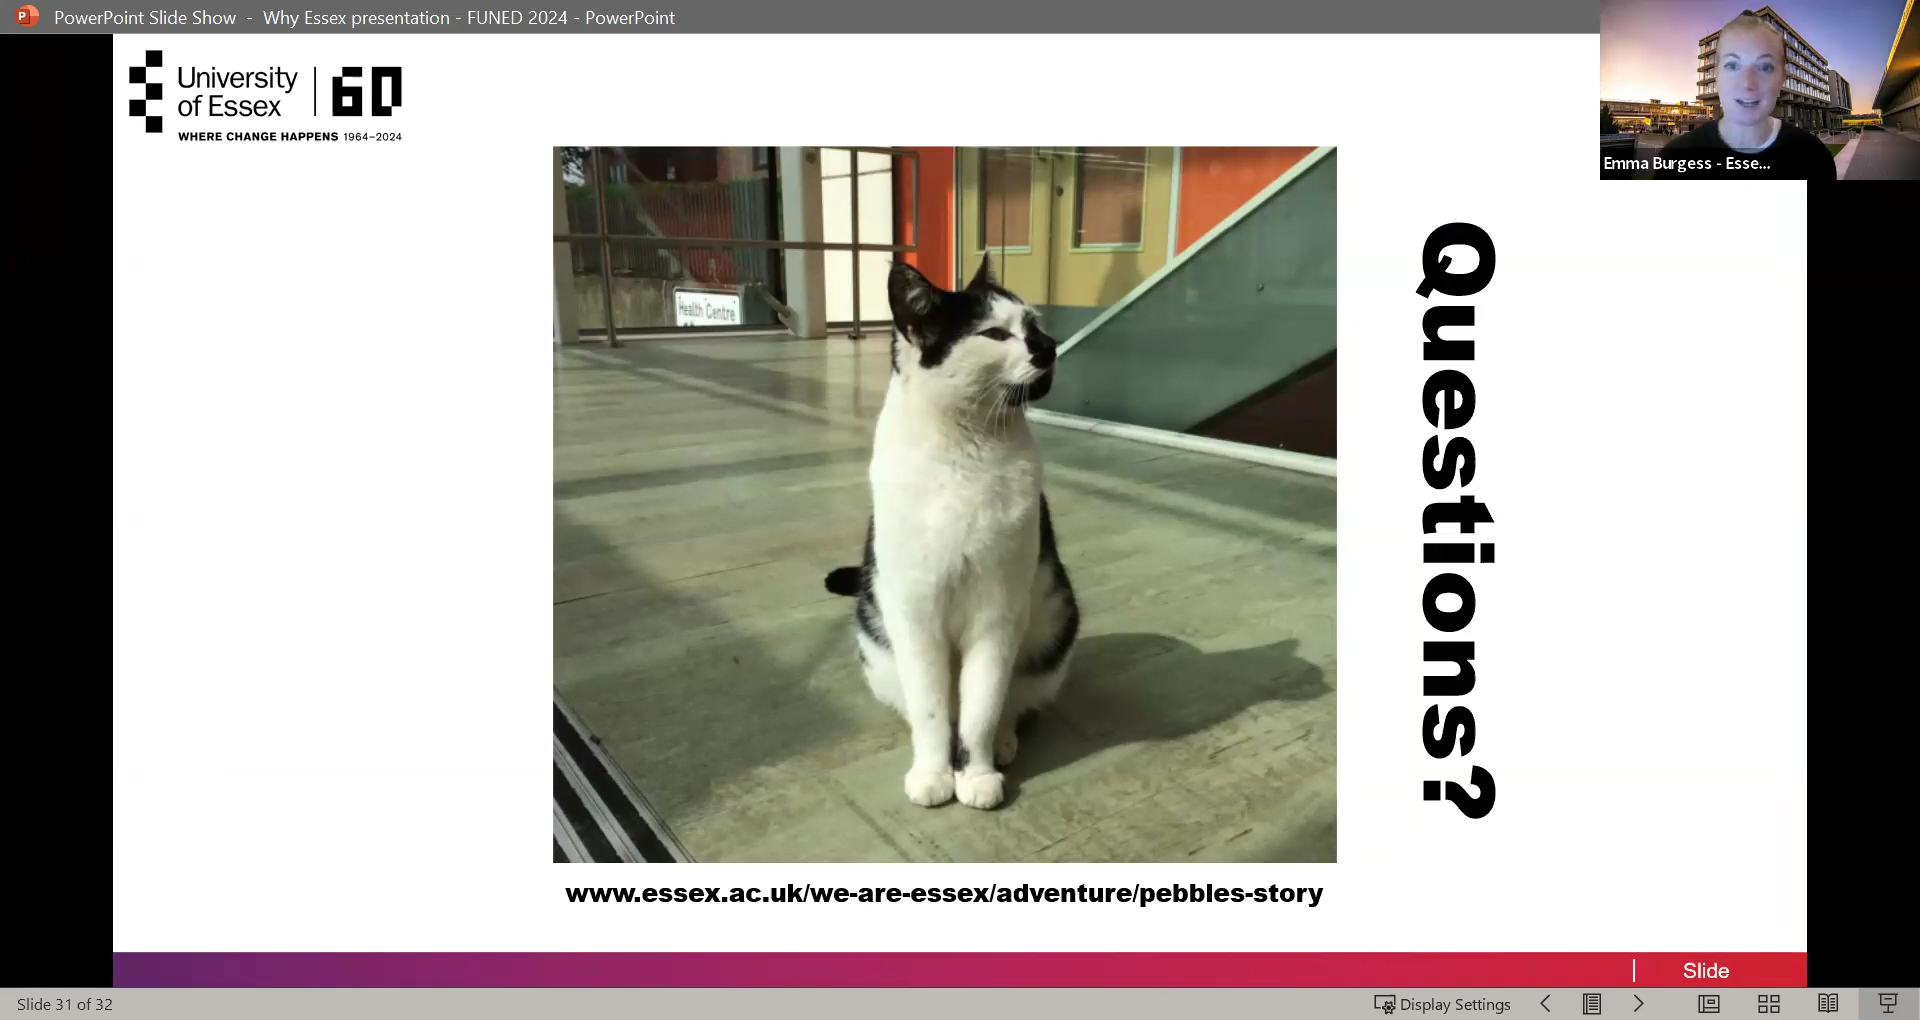 PowerPoint Slide Show - Why Essex presentation - FUNED 2024 - PowerPoint
University
of Essex
60
WHERE CHANGE HAPPENS 1964–2024
Emma Burgess - Esse...
Health Centre
Questions?
www.essex.ac.uk/we-are-essex/adventure/pebbles-story
Slide
Slide 31 of 32
Display Settings